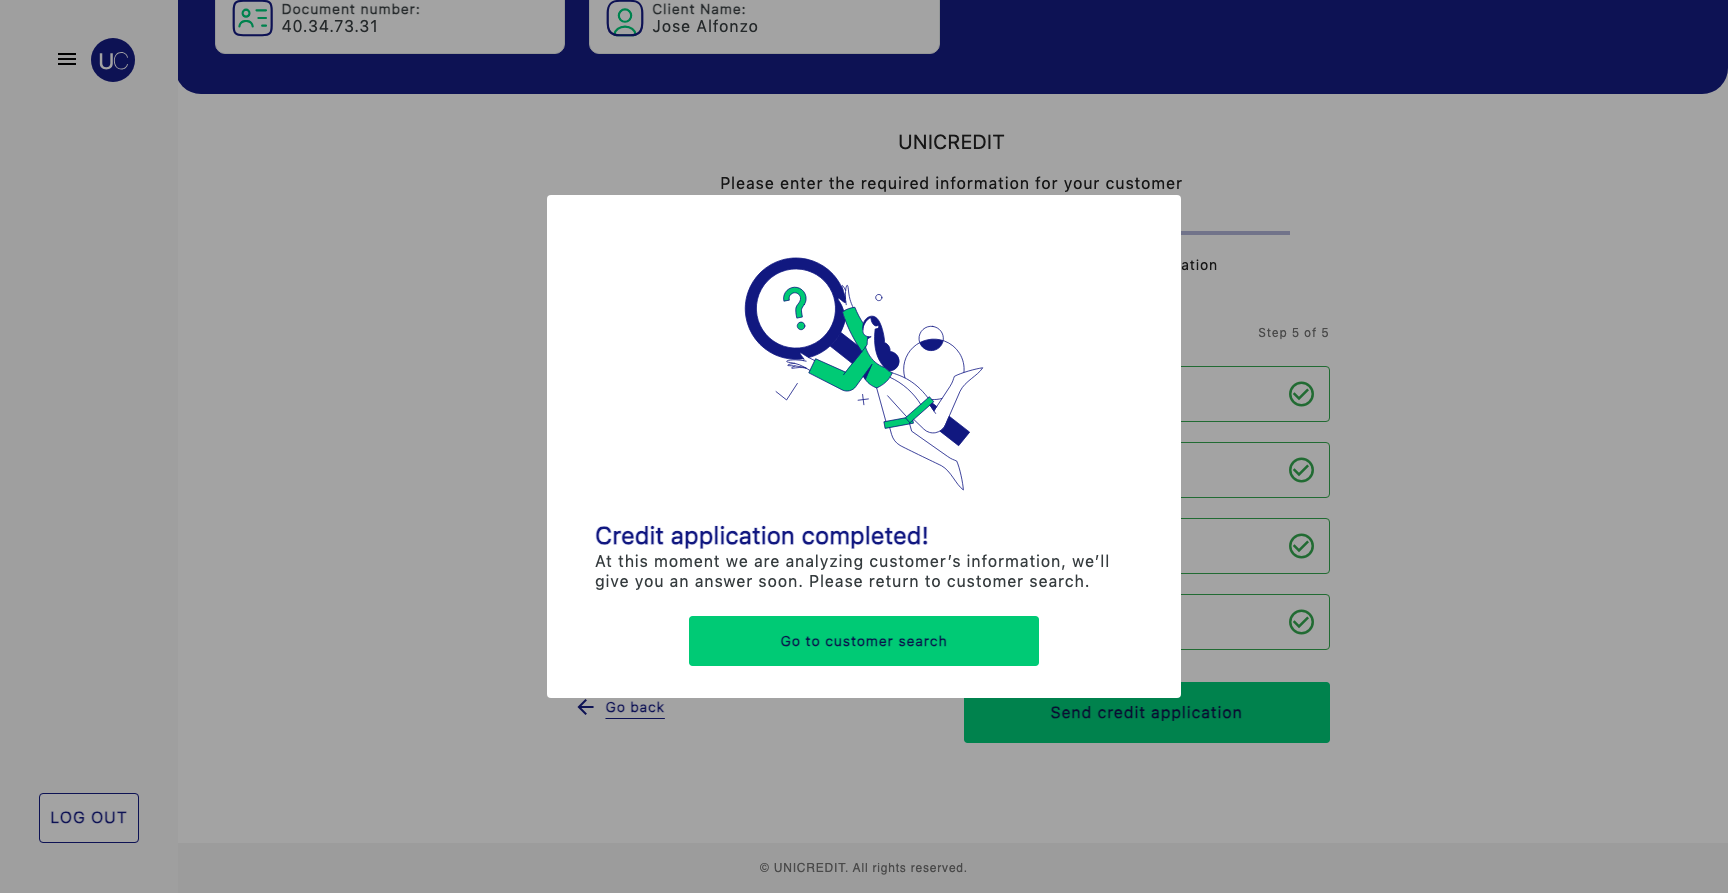 Document number:
40.34.73.31
Client Name:
Jose Alfonzo
UC
UNICREDIT
Please enter the required information for your customer
ation
Step 5 of 5
?
Credit application completed!
At this moment we are analyzing customer’s information, we’ll
give you an answer soon. Please return to customer search.
Go to customer search
Go back
Send credit application
LOG OUT
© UNICREDIT. All rights reserved.